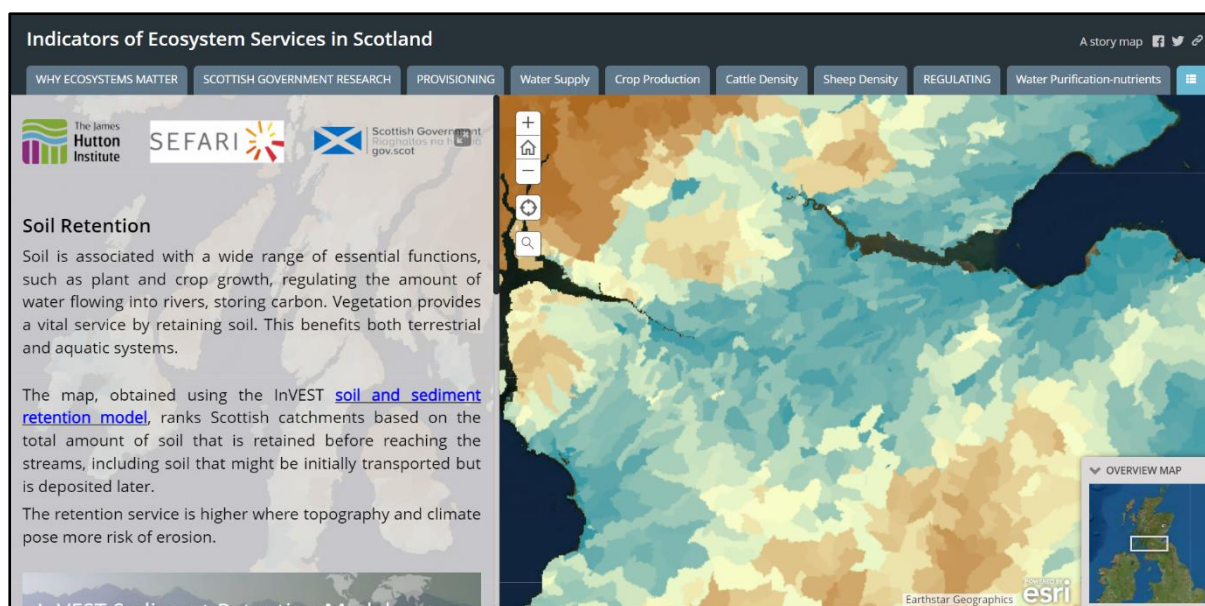 Indicators of Ecosystem Services in Scotland
A story map
WHY ECOSYSTEMS MATTER
SCOTTISH GOVERNMENT RESEARCH
PROVISIONING
Water Supply
Crop Production
Cattle Density
Sheep Density
REGULATING
Water Purification-nutrients
The James
Hutton
Institute
SEFARI
Scottish Government
gov.scot
Soil Retention
Soil is associated with a wide range of essential functions,
such as plant and crop growth, regulating the amount of
water flowing into rivers, storing carbon. Vegetation provides
a vital service by retaining soil. This benefits both terrestrial
and aquatic systems.
The map, obtained using the InVEST soil and sediment
retention model, ranks Scottish catchments based on the
total amount of soil that is retained before reaching the
streams, including soil that might be initially transported but
is deposited later.
The retention service is higher where topography and climate
pose more risk of erosion.
OVERVIEW MAP
Earthstar Geographics
POWERED BY
esri